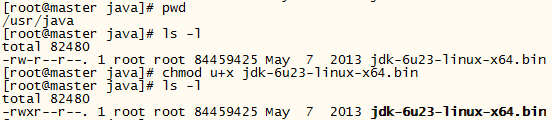 [root@master java]# pwd
/usr/java
[root@master java]# ls -l
total 82480
-rw-r--r--. 1 root root 84459425 May  7  2013 jdk-6u23-linux-x64.bin
[root@master java]# chmod u+x jdk-6u23-linux-x64.bin
[root@master java]# ls -l
total 82480
-rwxr--r--. 1 root root 84459425 May  7  2013 jdk-6u23-linux-x64.bin